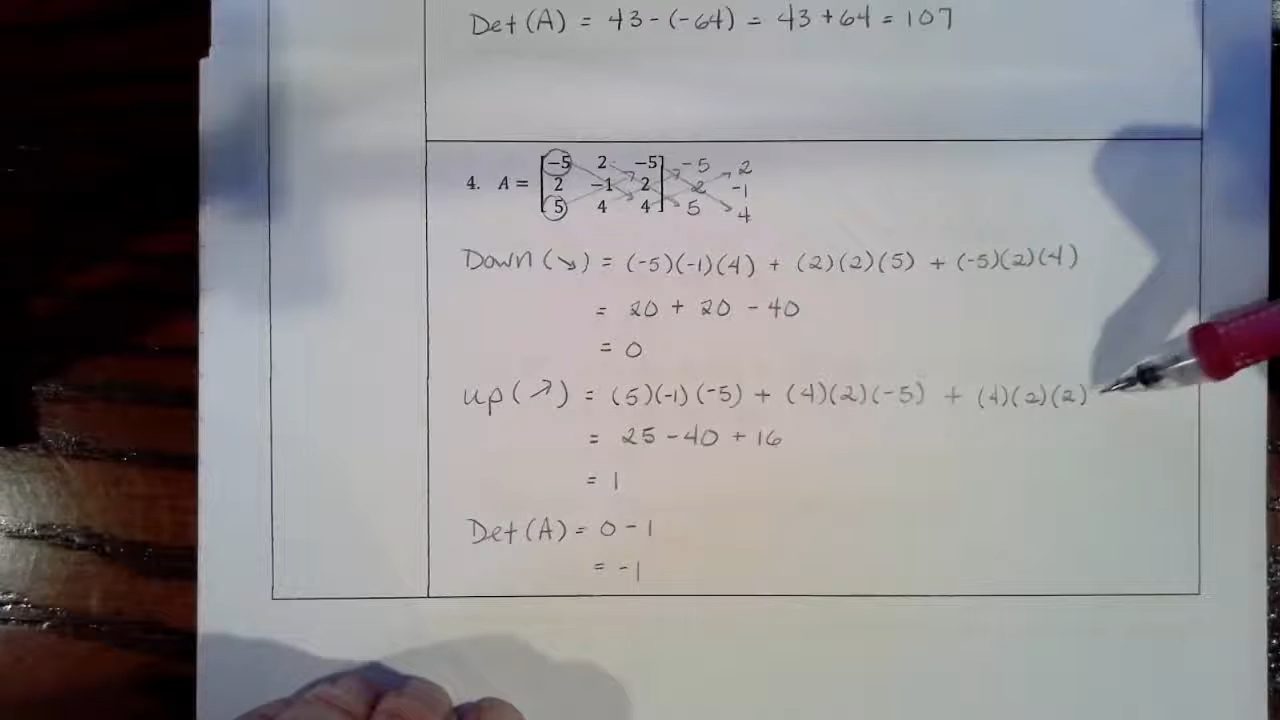 Det(A) = 43 - (-64) = 43 + 64 = 107
4. A = [ -5 2 -5 ] -5 2
2 -1 2 2 -1
5 4 4 5 4
Down (↘) = (-5)(-1)(4) + (2)(2)(5) + (-5)(2)(4)
= 20 + 20 - 40
= 0
up (↗) = (5)(-1)(-5) + (4)(2)(-5) + (4)(2)(2)
= 25 - 40 + 16
= 1
Det(A) = 0 - 1
= -1